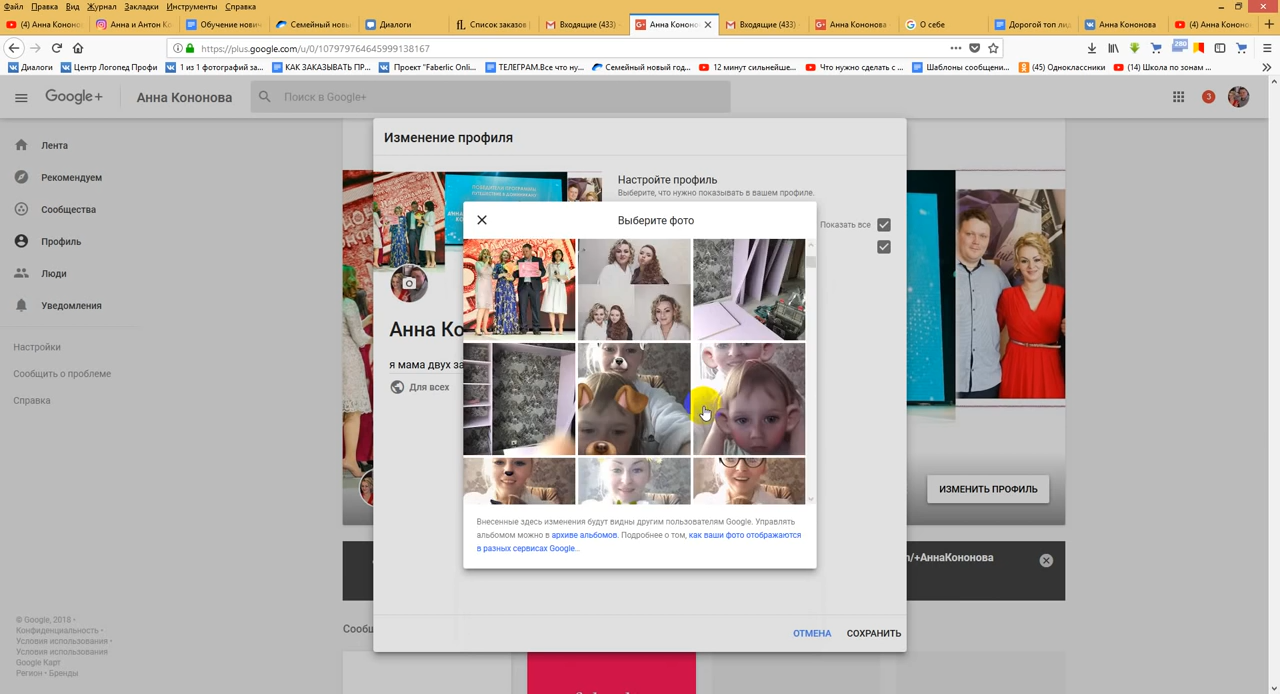 Файл Правка Вид Журнал Закладки Инструменты Справка
(4) Анна Кононо
Анна и Антон Ко
Обучение нович
Семейный новы
Диалоги
Список заказов
Входящие (433) -
Анна Конон
Входящие (433) -
Анна Кононова -
О себе
Дорогой топ ли
Анна Кононова
(4) Анна Коно
https://plus.google.com/u/0/107979764645999138167
280
Диалоги
Центр Логопед Профи
1 из 1 фотографий за...
КАК ЗАКАЗЫВАТЬ ПР...
Проект "Faberlic Onli...
ТЕЛЕГРАМ.Все что ну...
Семейный новый год...
12 минут сильнейше...
Что нужно сделать с ...
Шаблоны сообщени...
(45) Одноклассники
(14) Школа по зонам ...
Google+
Анна Кононова
Поиск в Google+
3
Лента
Рекомендуем
Сообщества
Профиль
Люди
Уведомления
Настройки
Сообщить о проблеме
Справка
© Google, 2018 •
Конфиденциальность •
Условия использования •
Условия использования
Google Карт
Регион • Бренды
Изменение профиля
Настройте профиль
Выберите, что нужно показывать в вашем профиле.
Показать все
Выберите фото
Анна Ко
я мама двух за
Для всех
Внесенные здесь изменения будут видны другим пользователям Google. Управлять
альбомом можно в архиве альбомов. Подробнее о том, как ваши фото отображаются
в разных сервисах Google..
ОТМЕНА
СОХРАНИТЬ
ИЗМЕНИТЬ ПРОФИЛЬ
/+АннаКононова
Сообщ